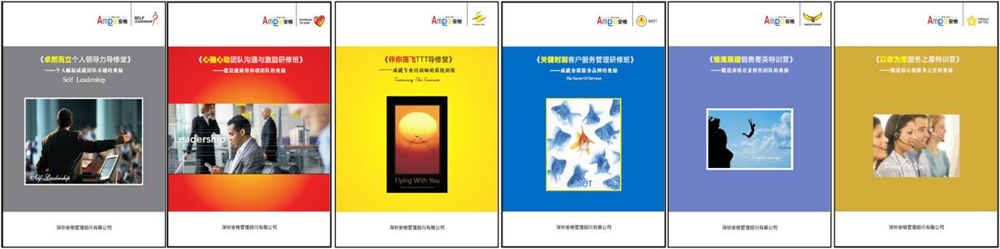 Ampo安格
SELF
LEADERSHIP
《卓然而立个人领导力导修堂》
——个人崛起成就团队卓越的奥秘
Self Leadership
Self Leadership
深圳安格管理顾问有限公司
Ampo安格
《心随心动团队沟通与激励研修班》
——建设激励型和谐团队的奥秘
Leadership
深圳安格管理顾问有限公司
Ampo安格
《伴你高飞TTT导修堂》
——成就专业培训师的系统训练
Training The Trainer
Flying With You
深圳安格管理顾问有限公司
Ampo安格
MOT
《关键时刻客户服务管理研修班》
——成就金质服务品牌的奥秘
The Secret Of Services
MOT
深圳安格管理顾问有限公司
Ampo安格
EAGLES WINGS
《雏鹰展翅销售菁英特训营》
——锻造训练有素销售团队的奥秘
Eagles wings
深圳安格管理顾问有限公司
Ampo安格
PROUD
OF YOU
《以你为荣服务之星特训营》
——锻造钻石级服务之星的奥秘
Proud Of You
深圳安格管理顾问有限公司